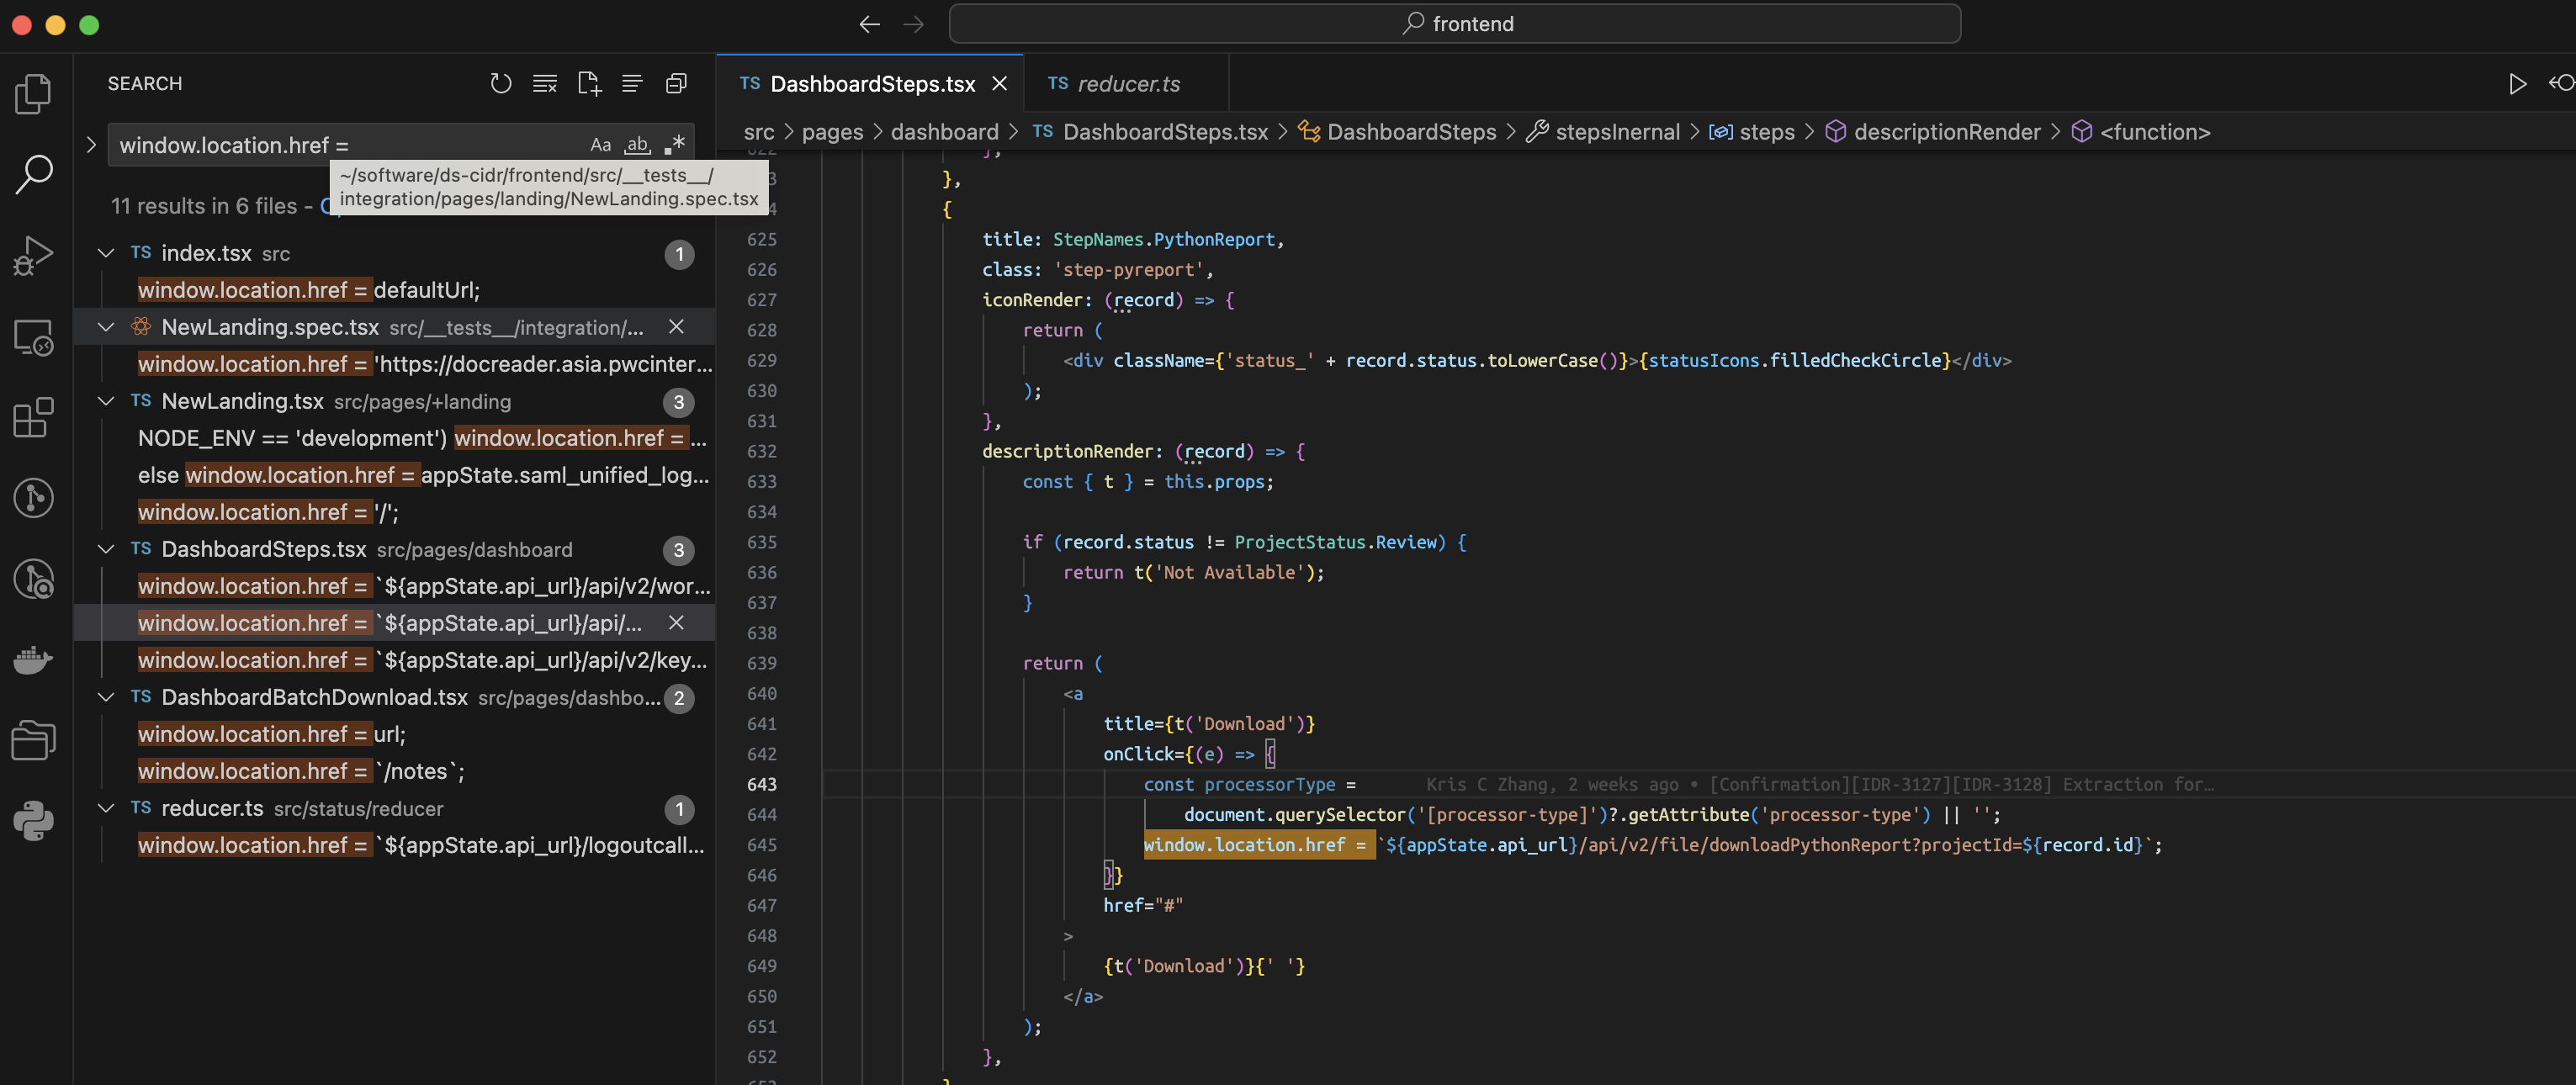 frontend
SEARCH
window.location.href =
Aa
ab
~/software/ds-cidr/frontend/src/__tests__/
integration/pages/landing/NewLanding.spec.tsx
11 results in 6 files -
TS index.tsx src 1
window.location.href = defaultUrl;
NewLanding.spec.tsx src/__tests__/integration/...
window.location.href = 'https://docreader.asia.pwcinter...
TS NewLanding.tsx src/pages/+landing 3
NODE_ENV == 'development') window.location.href = ...
else window.location.href = appState.saml_unified_log...
window.location.href = '/';
TS DashboardSteps.tsx src/pages/dashboard 3
window.location.href = `${appState.api_url}/api/v2/wor...
window.location.href = `${appState.api_url}/api/...
window.location.href = `${appState.api_url}/api/v2/key...
TS DashboardBatchDownload.tsx src/pages/dashbo... 2
window.location.href = url;
window.location.href = `/notes`;
TS reducer.ts src/status/reducer 1
window.location.href = `${appState.api_url}/logoutcall...
TS DashboardSteps.tsx
TS reducer.ts
src > pages > dashboard > TS DashboardSteps.tsx > DashboardSteps > stepsInernal > steps > descriptionRender > <function>
},
{
625 title: StepNames.PythonReport,
626 class: 'step-pyreport',
627 iconRender: (record) => {
628 return (
629 <div className={'status_' + record.status.toLowerCase()}>{statusIcons.filledCheckCircle}</div>
630 );
631 },
632 descriptionRender: (record) => {
633 const { t } = this.props;
634
635 if (record.status != ProjectStatus.Review) {
636 return t('Not Available');
637 }
638
639 return (
640 <a
641 title={t('Download')}
642 onClick={(e) => {
643 const processorType = Kris C Zhang, 2 weeks ago • [Confirmation][IDR-3127][IDR-3128] Extraction for…
644 document.querySelector('[processor-type]')?.getAttribute('processor-type') || '';
645 window.location.href = `${appState.api_url}/api/v2/file/downloadPythonReport?projectId=${record.id}`;
646 }}
647 href="#"
648 >
649 {t('Download')}{' '}
650 </a>
651 );
652 },